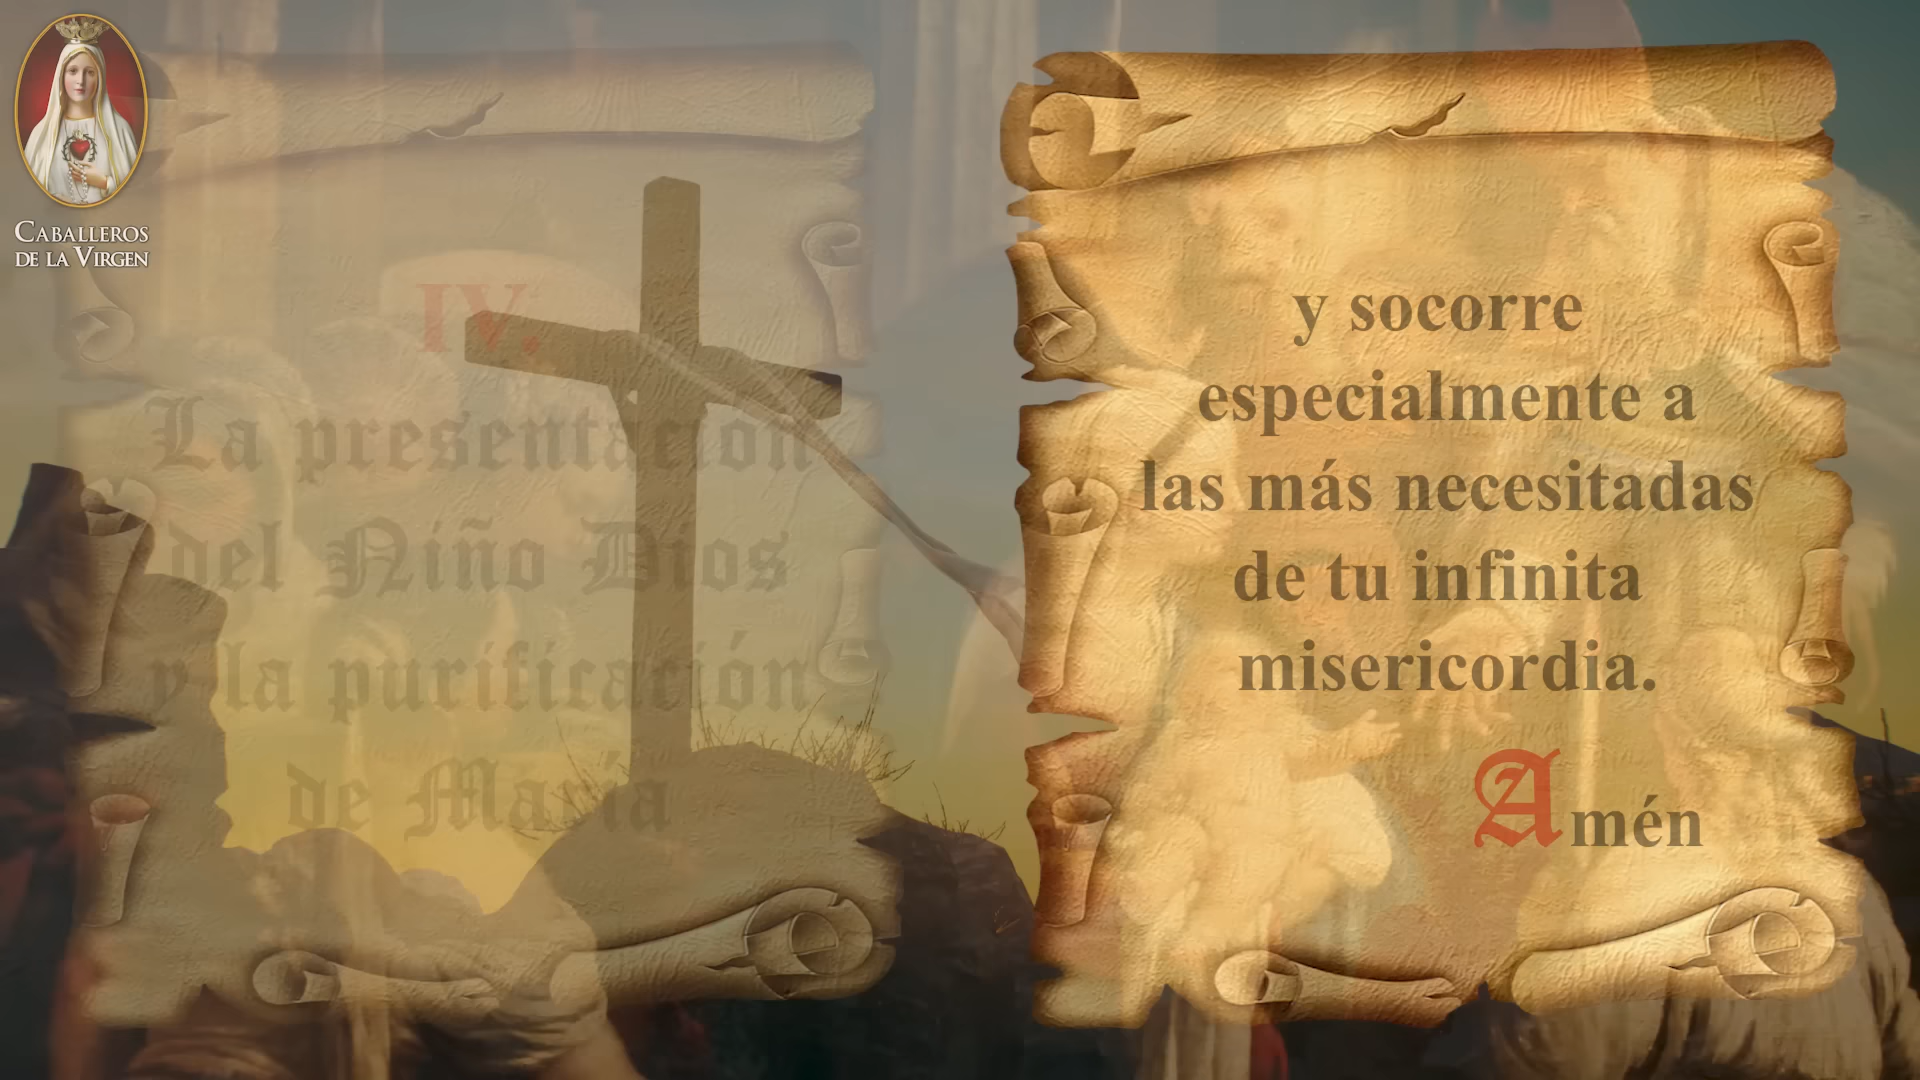 CABALLEROS
DE LA VIRGEN
IV.
La presentación
del Niño Dios
y la purificación
de María
y socorre
especialmente a
las más necesitadas
de tu infinita
misericordia.
Amén